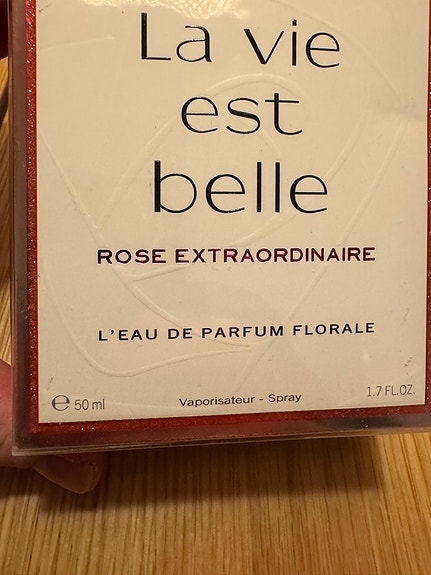 La vie
est
belle
ROSE EXTRAORDINAIRE
L'EAU DE PARFUM FLORALE
℮ 50 ml Vaporisateur - Spray 1.7 FL.OZ.